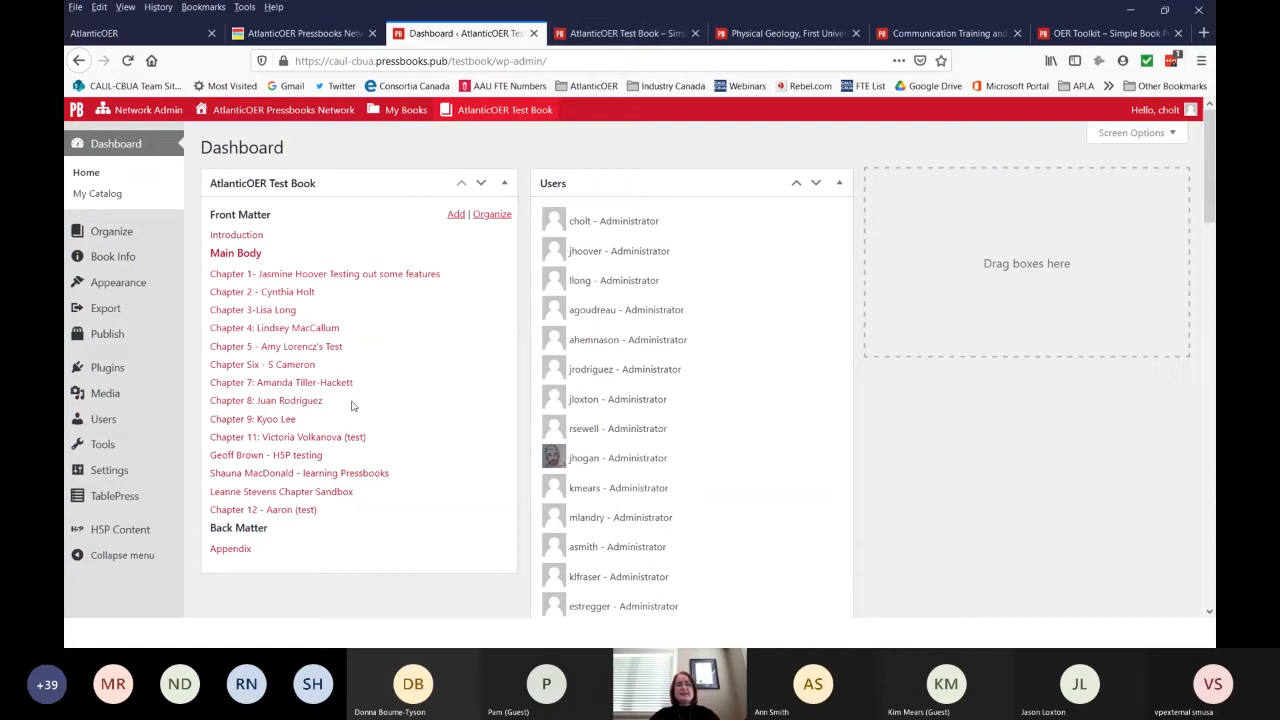 File Edit View History Bookmarks Tools Help
AtlanticOER
AtlanticOER Pressbooks Netw
Dashboard ‹ AtlanticOER Test
AtlanticOER Test Book – Simp
Physical Geology, First Univers
Communication Training and
OER Toolkit – Simple Book P
https://caul-cbua.pressbooks.pub/testbook/wp-admin/
1
CAUL-CBUA Team Sit...
Most Visited
Gmail
Twitter
Consortia Canada
AAU FTE Numbers
AtlanticOER
Industry Canada
Webinars
Rebel.com
FTE List
Google Drive
Microsoft Portal
APLA
Other Bookmarks
PB Network Admin AtlanticOER Pressbooks Network My Books AtlanticOER Test Book Hello, cholt
Dashboard
Home
My Catalog
Organize
Book Info
Appearance
Export
Publish
Plugins
Media
Users
Tools
Settings
TablePress
H5P H5P Content
Collapse menu
Screen Options
Dashboard
AtlanticOER Test Book
Front Matter Add | Organize
Introduction
Main Body
Chapter 1- Jasmine Hoover Testing out some features
Chapter 2 - Cynthia Holt
Chapter 3-Lisa Long
Chapter 4: Lindsey MacCallum
Chapter 5 - Amy Lorencz's Test
Chapter Six - S Cameron
Chapter 7: Amanda Tiller-Hackett
Chapter 8: Juan Rodriguez
Chapter 9: Kyoo Lee
Chapter 11: Victoria Volkanova (test)
Geoff Brown - H5P testing
Shauna MacDonald - learning Pressbooks
Leanne Stevens Chapter Sandbox
Chapter 12 - Aaron (test)
Back Matter
Appendix
Users
cholt - Administrator
jhoover - Administrator
llong - Administrator
agoudreau - Administrator
ahemnason - Administrator
jrodriguez - Administrator
jloxton - Administrator
rsewell - Administrator
jhogan - Administrator
kmears - Administrator
mlandry - Administrator
asmith - Administrator
klfraser - Administrator
estregger - Administrator
Drag boxes here
+39 MR ND RN SH DB P AS KM JL VS
Donna Bourne-Tyson Pam (Guest) Ann Smith Kim Mears (Guest) Jason Loxton vpexternal smusa